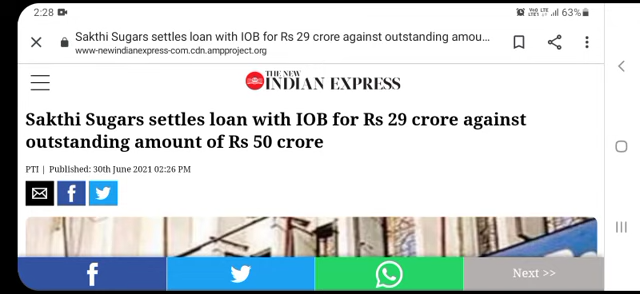 2:28 63%
Sakthi Sugars settles loan with IOB for Rs 29 crore against outstanding amou...
www-newindianexpress-com.cdn.ampproject.org
THE NEW
INDIAN EXPRESS
Sakthi Sugars settles loan with IOB for Rs 29 crore against
outstanding amount of Rs 50 crore
PTI | Published: 30th June 2021 02:26 PM
Next >>